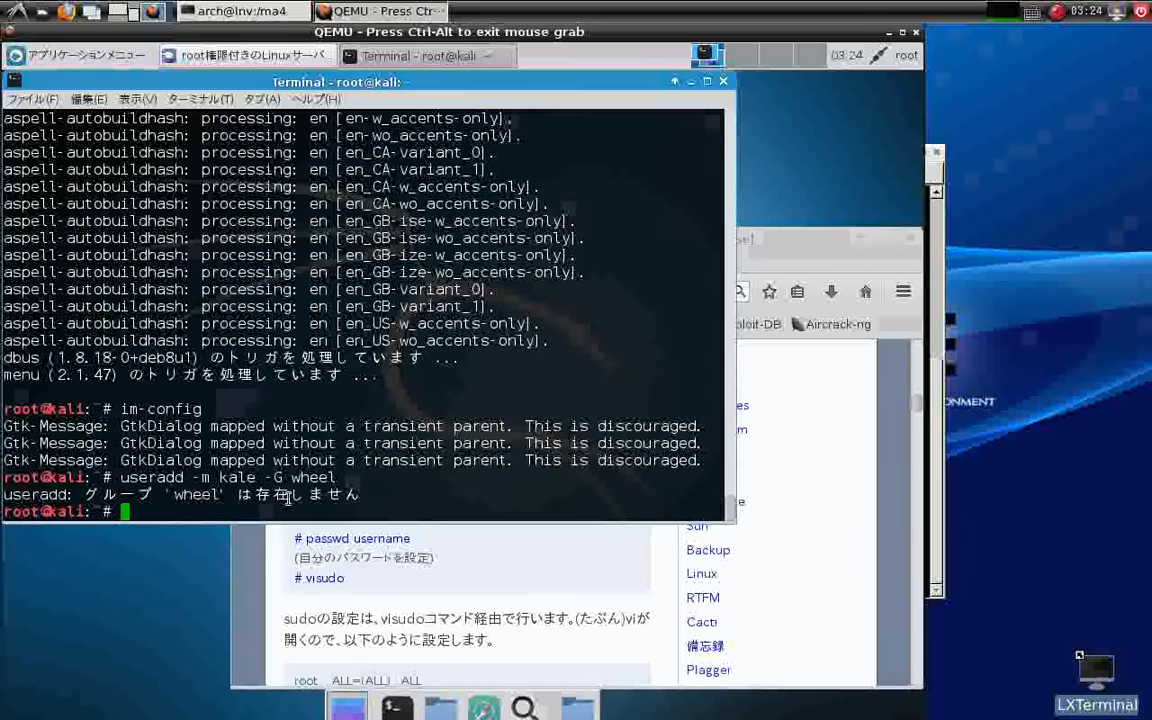 arch@Inv:/ma4
QEMU - Press Ctr...
03:24
QEMU - Press Ctrl-Alt to exit mouse grab
アプリケーションメニュー
root権限付きのLinuxサーバ
Terminal - root@kali: ~
03:24
root
Terminal - root@kali: ~
ファイル(F) 編集(E) 表示(V) ターミナル(T) タブ(A) ヘルプ(H)
aspell-autobuildhash: processing: en [en-w_accents-only].
aspell-autobuildhash: processing: en [en-wo_accents-only].
aspell-autobuildhash: processing: en [en_CA-variant_0].
aspell-autobuildhash: processing: en [en_CA-variant_1].
aspell-autobuildhash: processing: en [en_CA-w_accents-only].
aspell-autobuildhash: processing: en [en_CA-wo_accents-only].
aspell-autobuildhash: processing: en [en_GB-ise-w_accents-only].
aspell-autobuildhash: processing: en [en_GB-ise-wo_accents-only].
aspell-autobuildhash: processing: en [en_GB-ize-w_accents-only].
aspell-autobuildhash: processing: en [en_GB-ize-wo_accents-only].
aspell-autobuildhash: processing: en [en_GB-variant_0].
aspell-autobuildhash: processing: en [en_GB-variant_1].
aspell-autobuildhash: processing: en [en_US-w_accents-only].
aspell-autobuildhash: processing: en [en_US-wo_accents-only].
dbus (1.8.18-0+deb8u1) のトリガを処理しています ...
menu (2.1.47) のトリガを処理しています ...
root@kali:~# im-config
Gtk-Message: GtkDialog mapped without a transient parent. This is discouraged.
Gtk-Message: GtkDialog mapped without a transient parent. This is discouraged.
Gtk-Message: GtkDialog mapped without a transient parent. This is discouraged.
root@kali:~# useradd -m kale -G wheel
useradd: グループ 'wheel' は存在しません
root@kali:~#
ploit-DB
Aircrack-ng
es
m
ONMENT
# passwd username
(自分のパスワードを設定)
# visudo
sudoの設定は、visudoコマンド経由で行います。(たぶん)viが
開くので、以下のように設定します。
root ALL=(ALL) ALL
Sun
Backup
Linux
RTFM
Cacti
備忘録
Plagger
LXTerminal